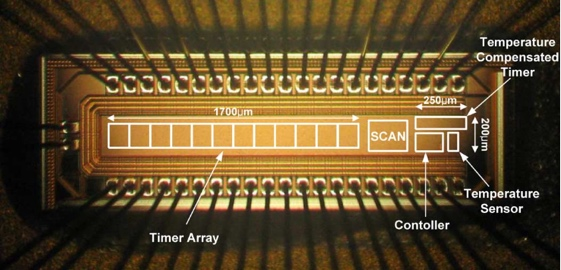 Temperature
Compensated
Timer
1700μm
250μm
200μm
SCAN
Temperature
Sensor
Contoller
Timer Array